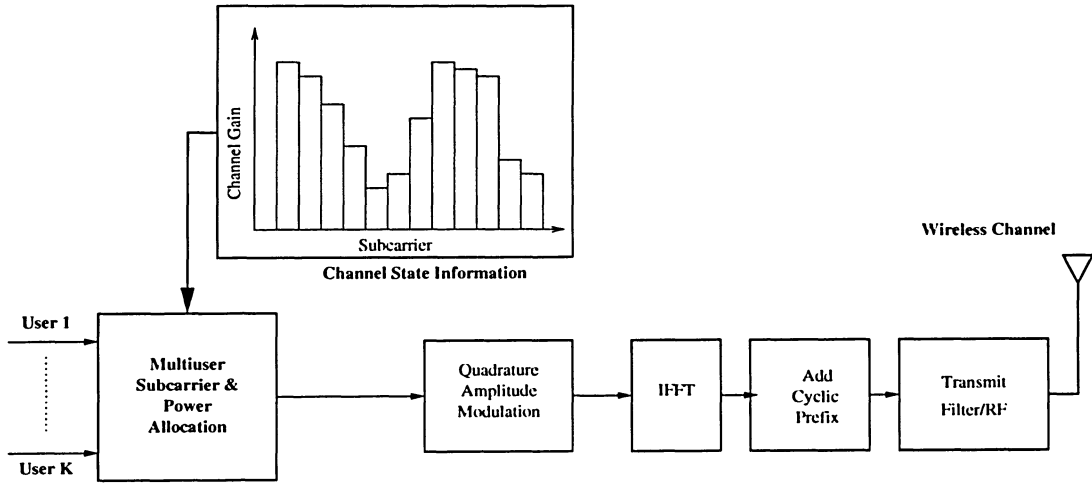 Channel Gain
Subcarrier
Channel State Information
Wireless Channel
User 1
User K
Multiuser
Subcarrier &
Power
Allocation
Quadrature
Amplitude
Modulation
IFFT
Add
Cyclic
Prefix
Transmit
Filter/RF